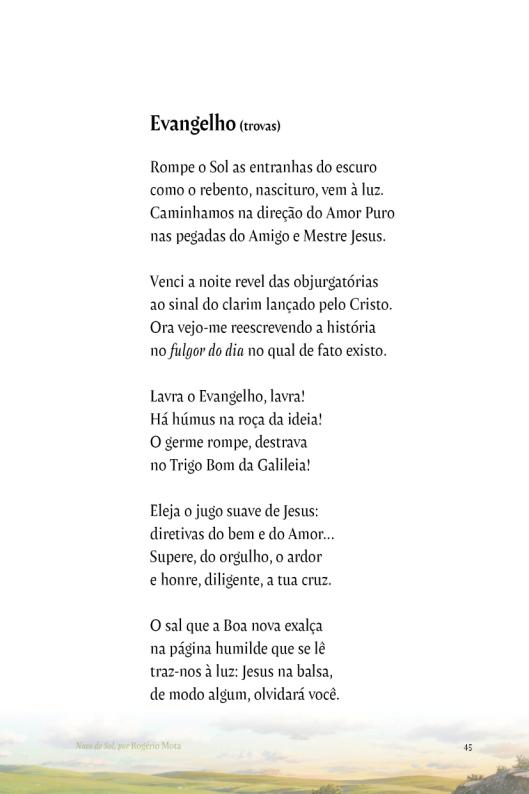 Evangelho (trovas)
Rompe o Sol as entranhas do escuro
como o rebento, nascituro, vem à luz.
Caminhamos na direção do Amor Puro
nas pegadas do Amigo e Mestre Jesus.
Venci a noite revel das objurgatórias
ao sinal do clarim lançado pelo Cristo.
Ora vejo-me reescrevendo a história
no fulgor do dia no qual de fato existo.
Lavra o Evangelho, lavra!
Há húmus na roça da ideia!
O germe rompe, destrava
no Trigo Bom da Galileia!
Eleja o jugo suave de Jesus:
diretivas do bem e do Amor...
Supere, do orgulho, o ardor
e honre, diligente, a tua cruz.
O sal que a Boa nova exalça
na página humilde que se lê
traz-nos à luz: Jesus na balsa,
de modo algum, olvidará você.
de Sol, por Rogério Mota
45